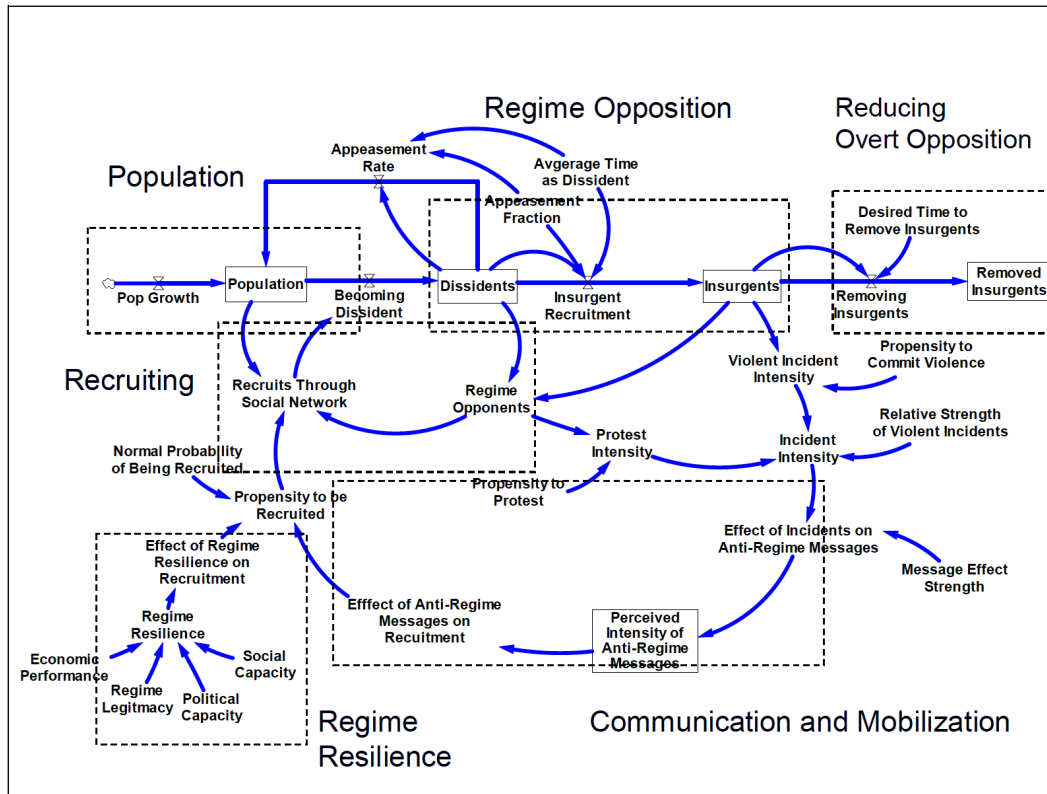 Regime Opposition
Reducing
Overt Opposition
Population
Appeasement
Rate
Avgerage Time
as Dissident
Appeasement
Fraction
Desired Time to
Remove Insurgents
Pop Growth
Population
Becoming
Dissident
Dissidents
Insurgent
Recruitment
Insurgents
Removing
Insurgents
Removed
Insurgents
Recruiting
Recruits Through
Social Network
Regime
Opponents
Violent Incident
Intensity
Propensity to
Commit Violence
Normal Probability
of Being Recruited
Protest
Intensity
Incident
Intensity
Relative Strength
of Violent Incidents
Propensity to be
Recruited
Propensity to
Protest
Effect of Regime
Resilience on
Recruitment
Effect of Incidents on
Anti-Regime Messages
Message Effect
Strength
Regime
Resilience
Efffect of Anti-Regime
Messages on
Recuitment
Perceived
Intensity of
Anti-Regime
Messages
Economic
Performance
Regime
Legitmacy
Political
Capacity
Social
Capacity
Regime
Resilience
Communication and Mobilization